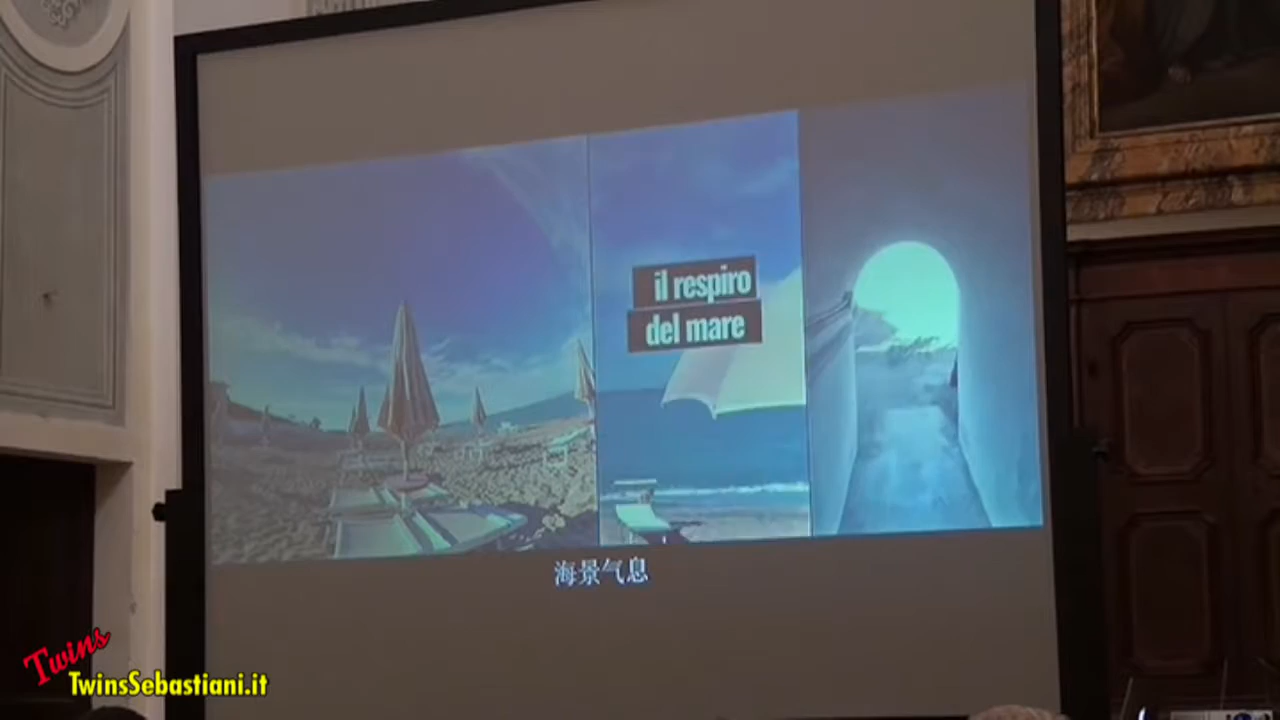 il respiro
del mare
海景气息
Twins
TwinsSebastiani.it